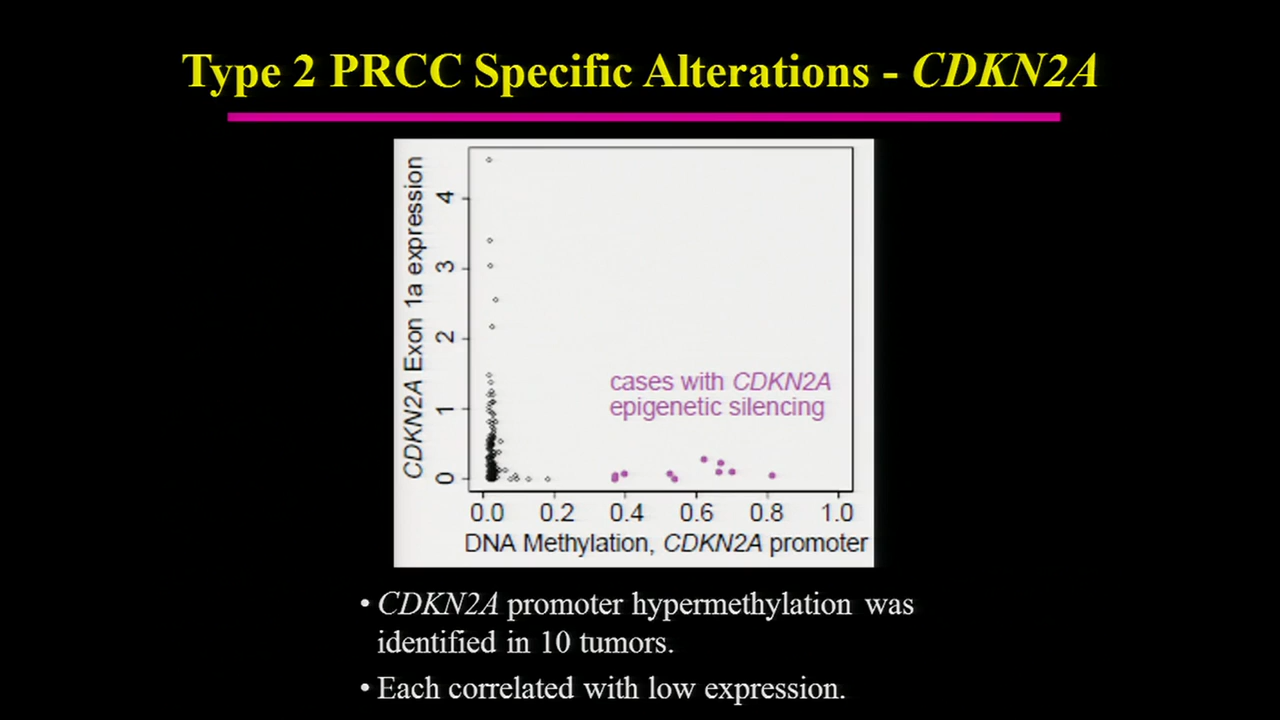 Type 2 PRCC Specific Alterations - CDKN2A
CDKN2A Exon 1a expression
4
3
2
1
0
cases with CDKN2A
epigenetic silencing
0.0 0.2 0.4 0.6 0.8 1.0
DNA Methylation, CDKN2A promoter
• CDKN2A promoter hypermethylation was
identified in 10 tumors.
• Each correlated with low expression.